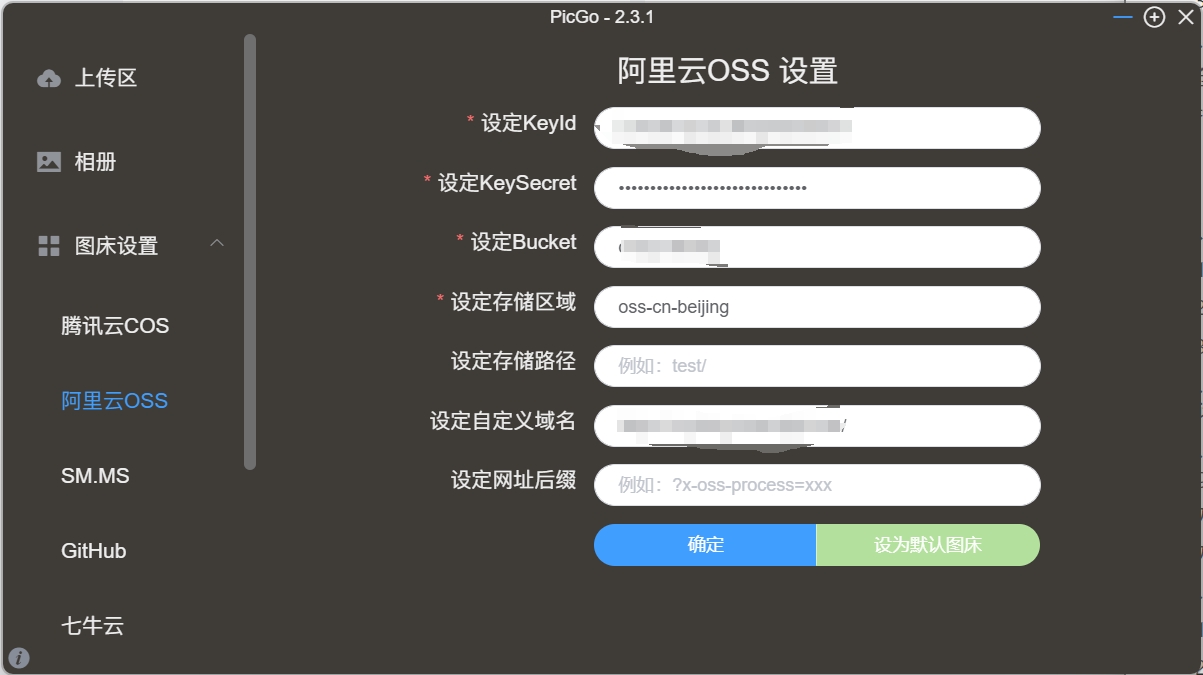 PicGo - 2.3.1
上传区
相册
图床设置
腾讯云COS
阿里云OSS
SM.MS
GitHub
七牛云
阿里云OSS 设置
* 设定KeyId
* 设定KeySecret
••••••••••••••••••••••••••••••
* 设定Bucket
* 设定存储区域
oss-cn-beijing
设定存储路径
例如：test/
设定自定义域名
/
设定网址后缀
例如：?x-oss-process=xxx
确定
设为默认图床